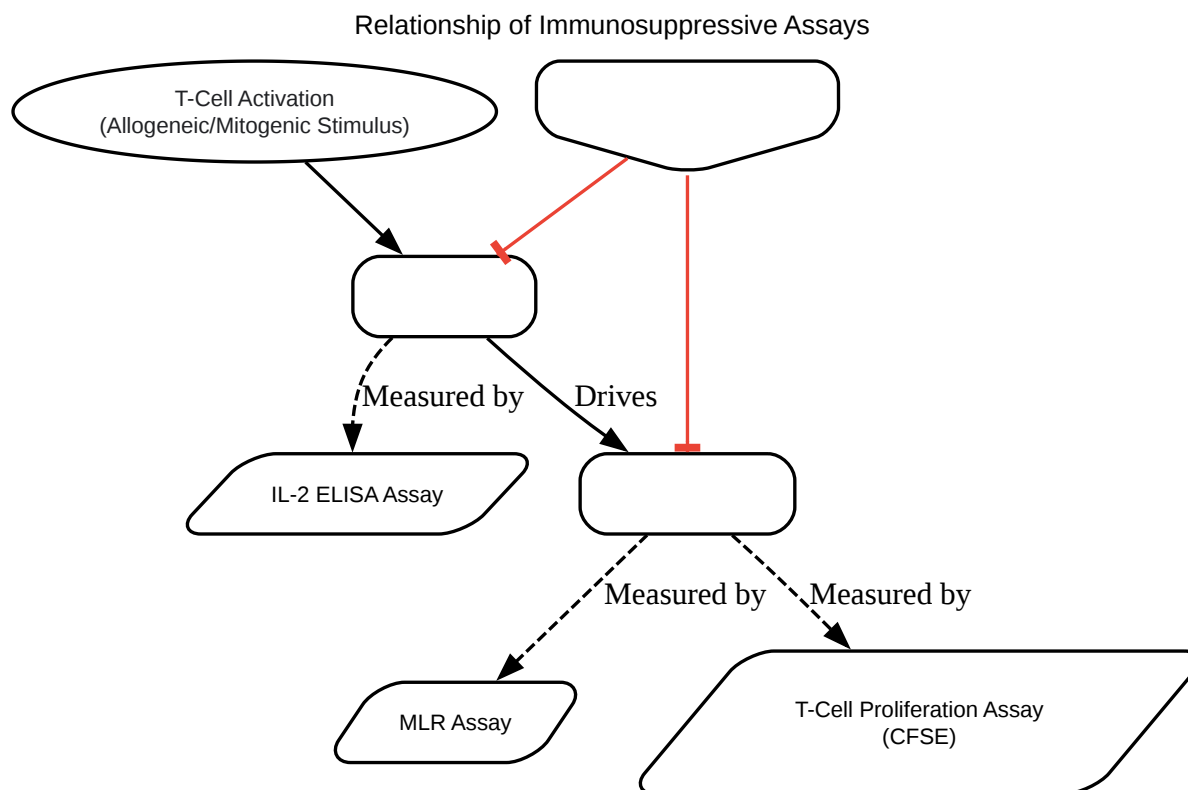 Relationship of Immunosuppressive Assays
T-Cell Activation
(Allogeneic/Mitogenic Stimulus)
Measured by
Drives
IL-2 ELISA Assay
Measured by
Measured by
MLR Assay
T-Cell Proliferation Assay
(CFSE)